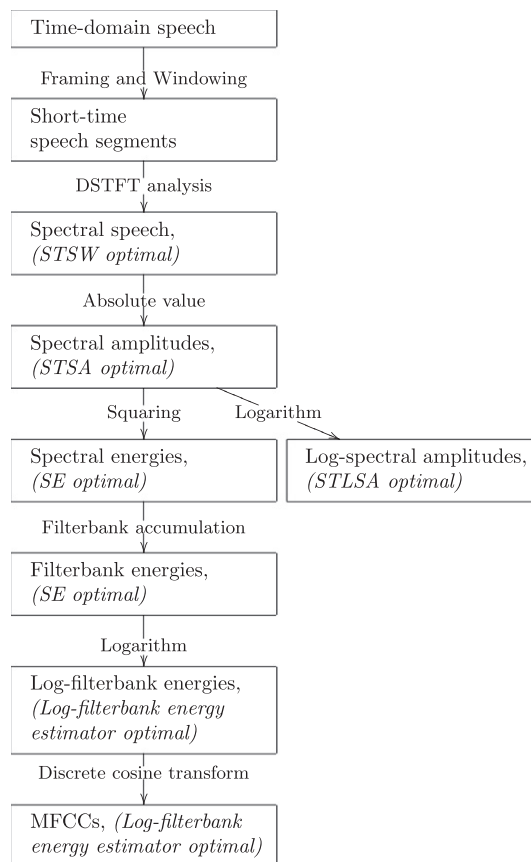 Time-domain speech
Framing and Windowing
Short-time
speech segments
DSTFT analysis
Spectral speech,
(STSW optimal)
Absolute value
Spectral amplitudes,
(STSA optimal)
Squaring
Logarithm
Spectral energies,
(SE optimal)
Log-spectral amplitudes,
(STLSA optimal)
Filterbank accumulation
Filterbank energies,
(SE optimal)
Logarithm
Log-filterbank energies,
(Log-filterbank energy
estimator optimal)
Discrete cosine transform
MFCCs, (Log-filterbank
energy estimator optimal)